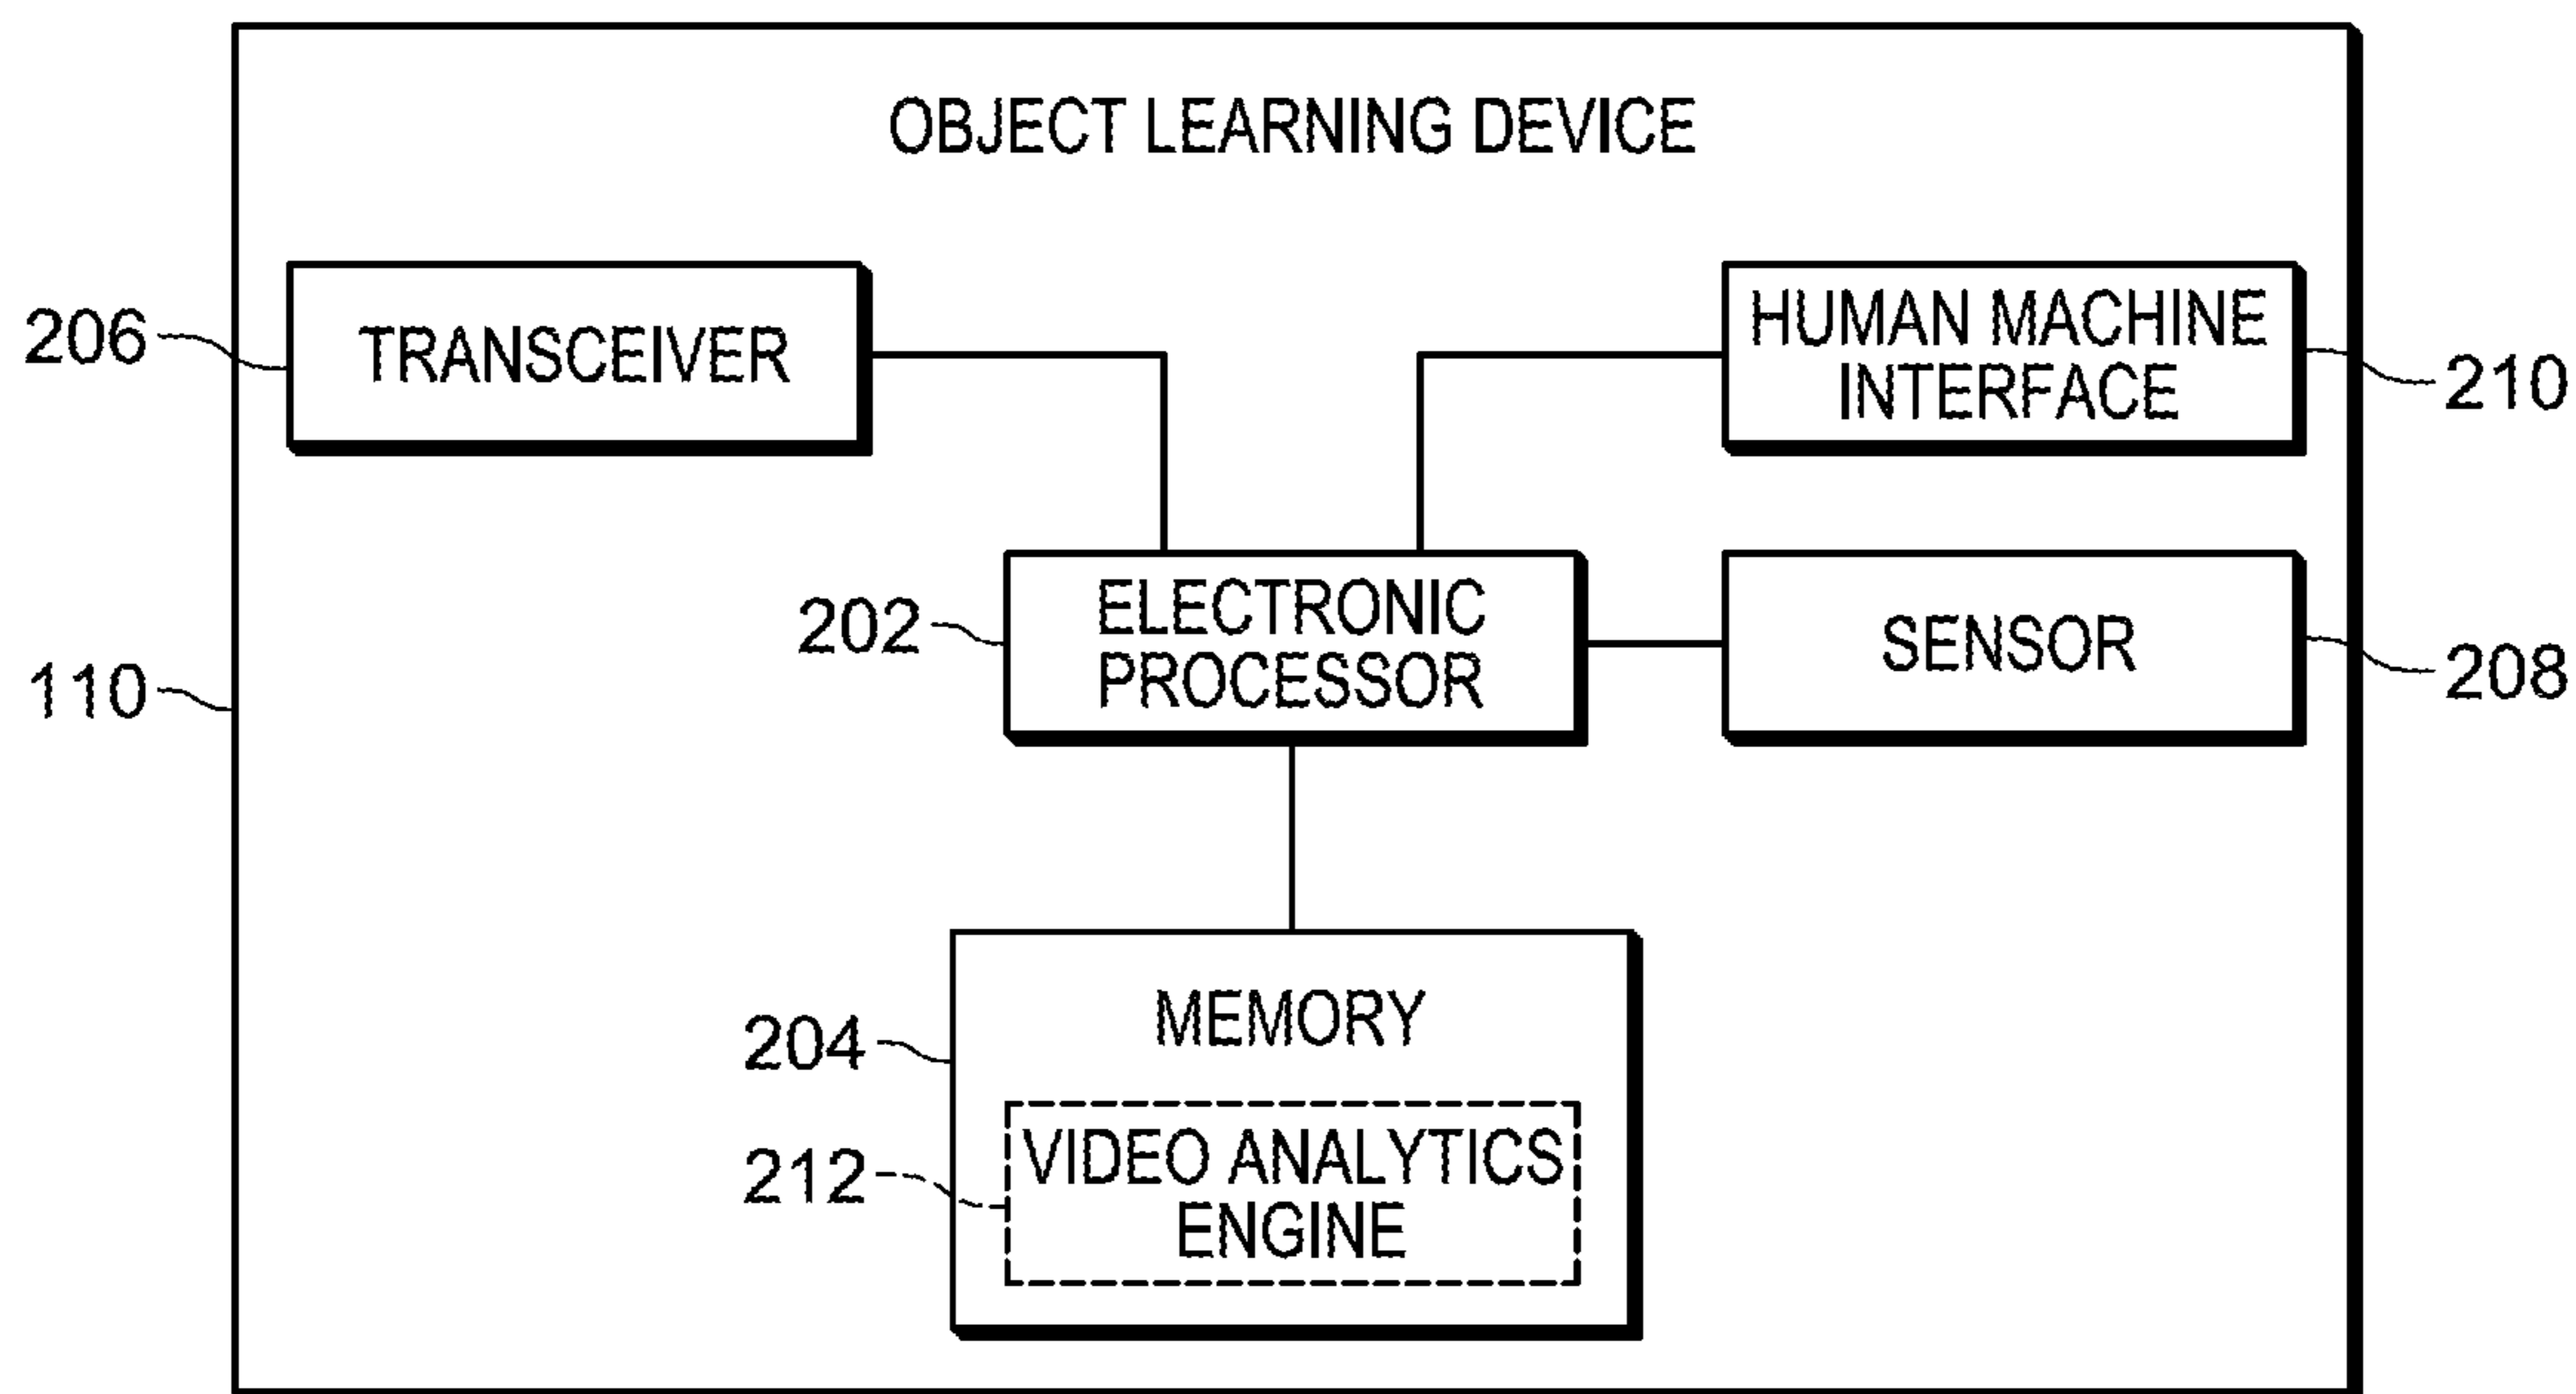 OBJECT LEARNING DEVICE
206
TRANSCEIVER
HUMAN MACHINE
INTERFACE
210
202
ELECTRONIC
PROCESSOR
SENSOR
208
110
204
MEMORY
212
VIDEO ANALYTICS
ENGINE